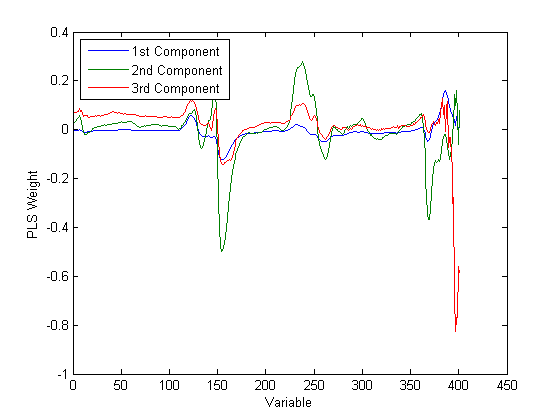 0.4
0.2
0
-0.2
-0.4
-0.6
-0.8
-1
PLS Weight
1st Component
2nd Component
3rd Component
0 50 100 150 200 250 300 350 400 450
Variable